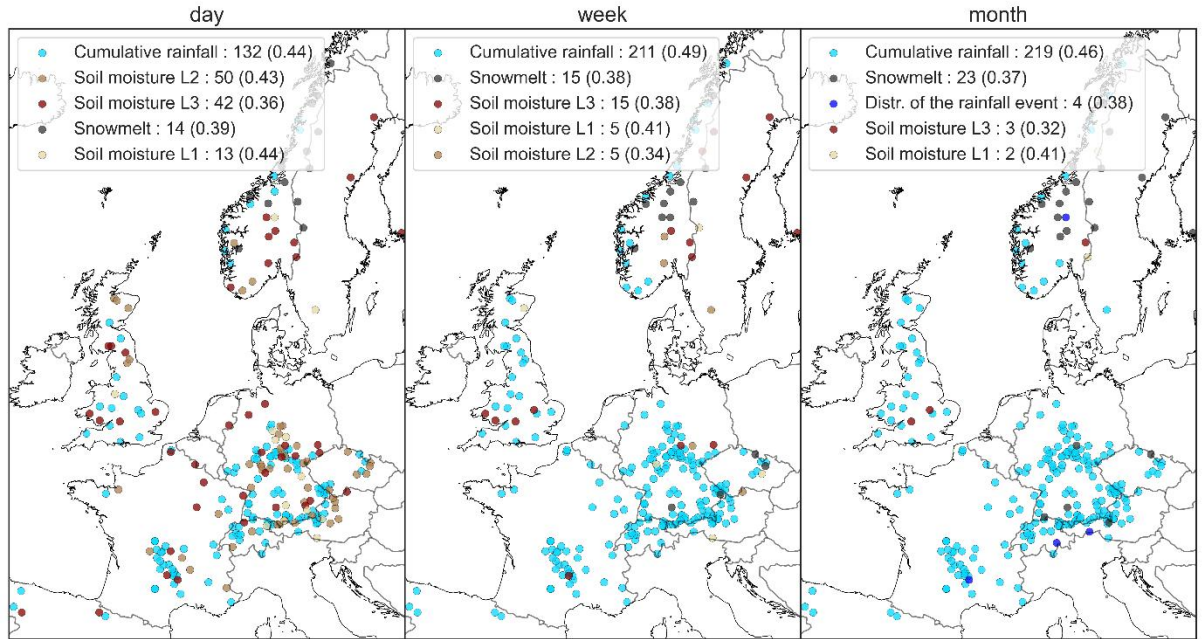 day
Cumulative rainfall : 132 (0.44)
Soil moisture L2 : 50 (0.43)
Soil moisture L3 : 42 (0.36)
Snowmelt : 14 (0.39)
Soil moisture L1 : 13 (0.44)
week
Cumulative rainfall : 211 (0.49)
Snowmelt : 15 (0.38)
Soil moisture L3 : 15 (0.38)
Soil moisture L1 : 5 (0.41)
Soil moisture L2 : 5 (0.34)
month
Cumulative rainfall : 219 (0.46)
Snowmelt : 23 (0.37)
Distr. of the rainfall event : 4 (0.38)
Soil moisture L3 : 3 (0.32)
Soil moisture L1 : 2 (0.41)